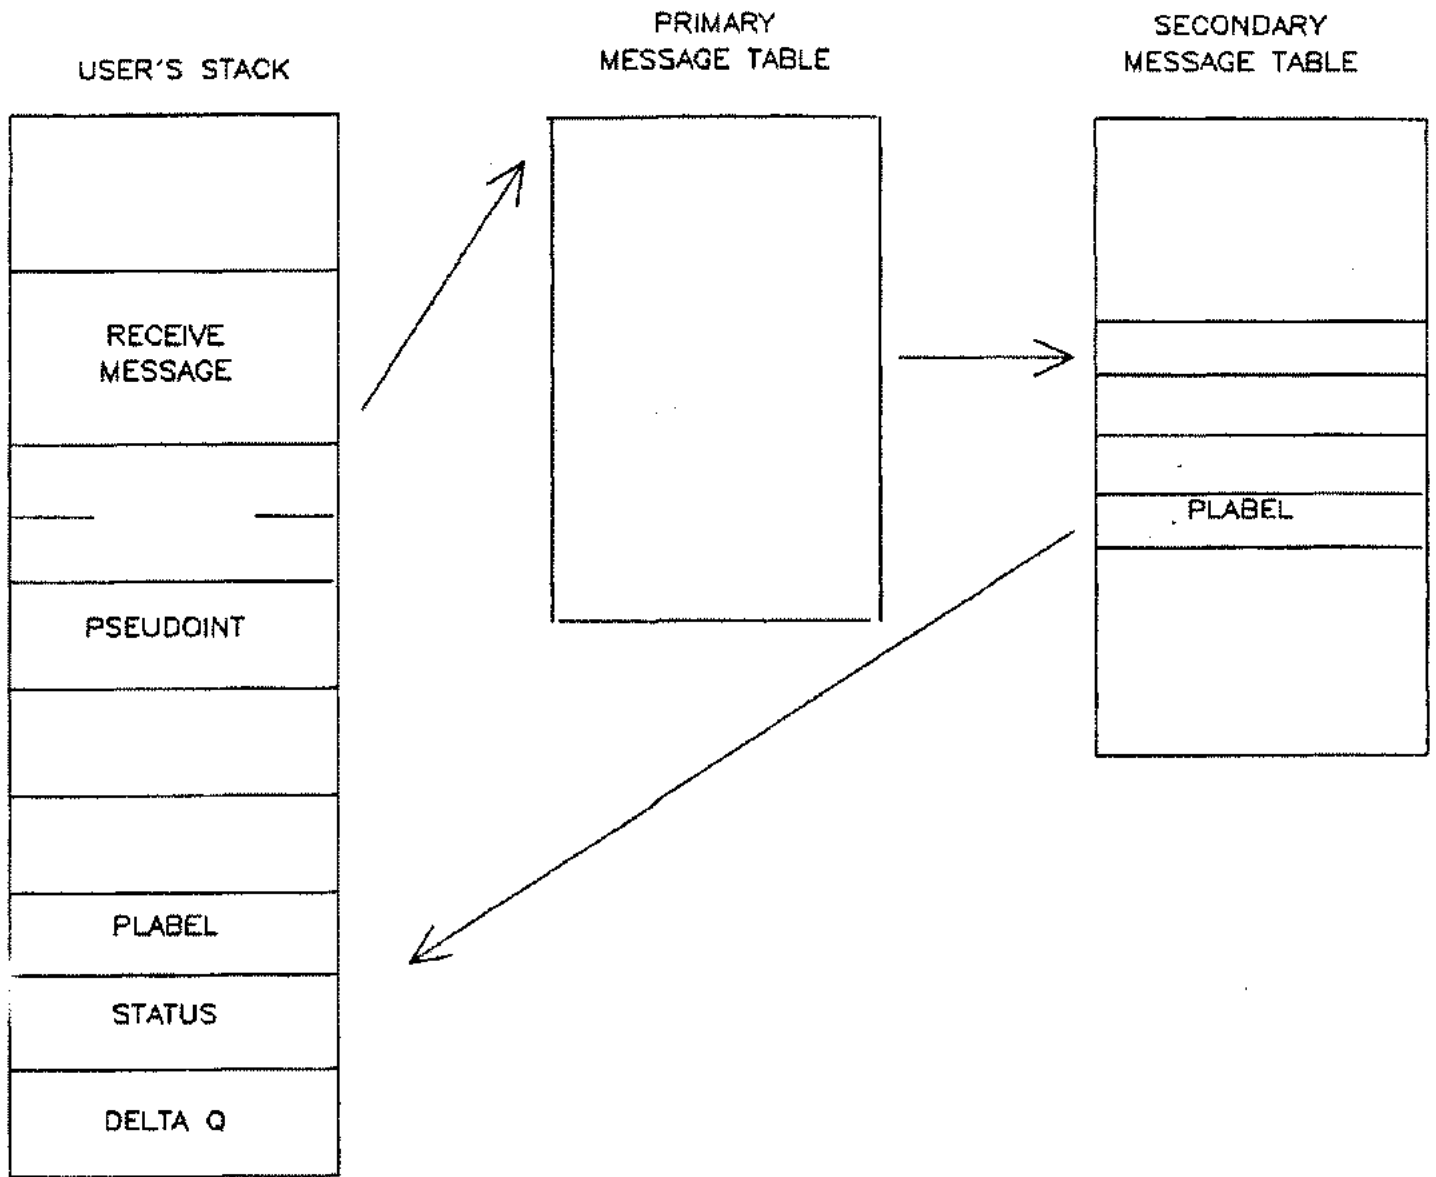 USER'S STACK
PRIMARY
MESSAGE TABLE
SECONDARY
MESSAGE TABLE
RECEIVE
MESSAGE
PSEUDOINT
PLABEL
STATUS
DELTA Q
PLABEL